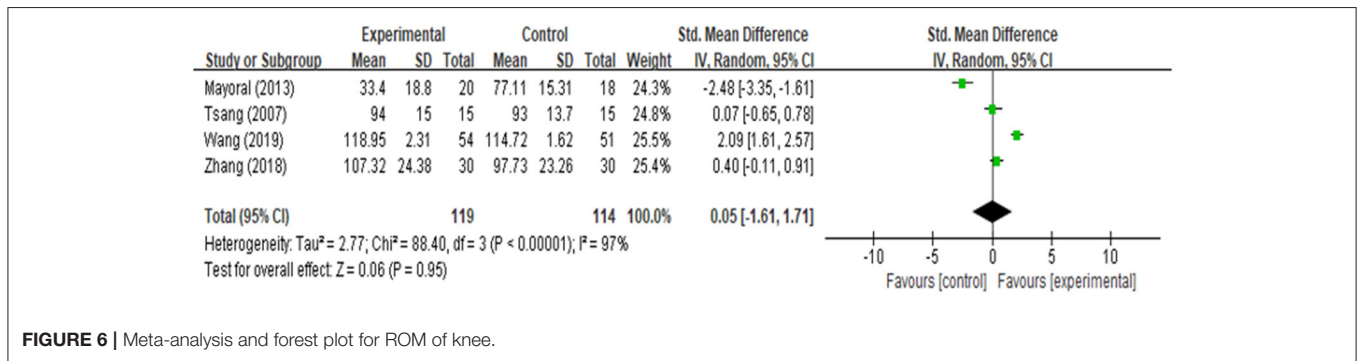 Experimental Control Std. Mean Difference Std. Mean Difference
Study or Subgroup Mean SD Total Mean SD Total Weight IV, Random, 95% CI IV, Random, 95% CI
Mayoral (2013) 33.4 18.8 20 77.11 15.31 18 24.3% -2.48 [-3.35, -1.61]
Tsang (2007) 94 15 15 93 13.7 15 24.8% 0.07 [-0.65, 0.78]
Wang (2019) 118.95 2.31 54 114.72 1.62 51 25.5% 2.09 [1.61, 2.57]
Zhang (2018) 107.32 24.38 30 97.73 23.26 30 25.4% 0.40 [-0.11, 0.91]
Total (95% CI) 119 114 100.0% 0.05 [-1.61, 1.71]
Heterogeneity: Tau² = 2.77; Chi² = 88.40, df = 3 (P < 0.00001); I² = 97%
Test for overall effect: Z = 0.06 (P = 0.95)
-10 -5 0 5 10
Favours [control] Favours [experimental]
FIGURE 6 | Meta-analysis and forest plot for ROM of knee.